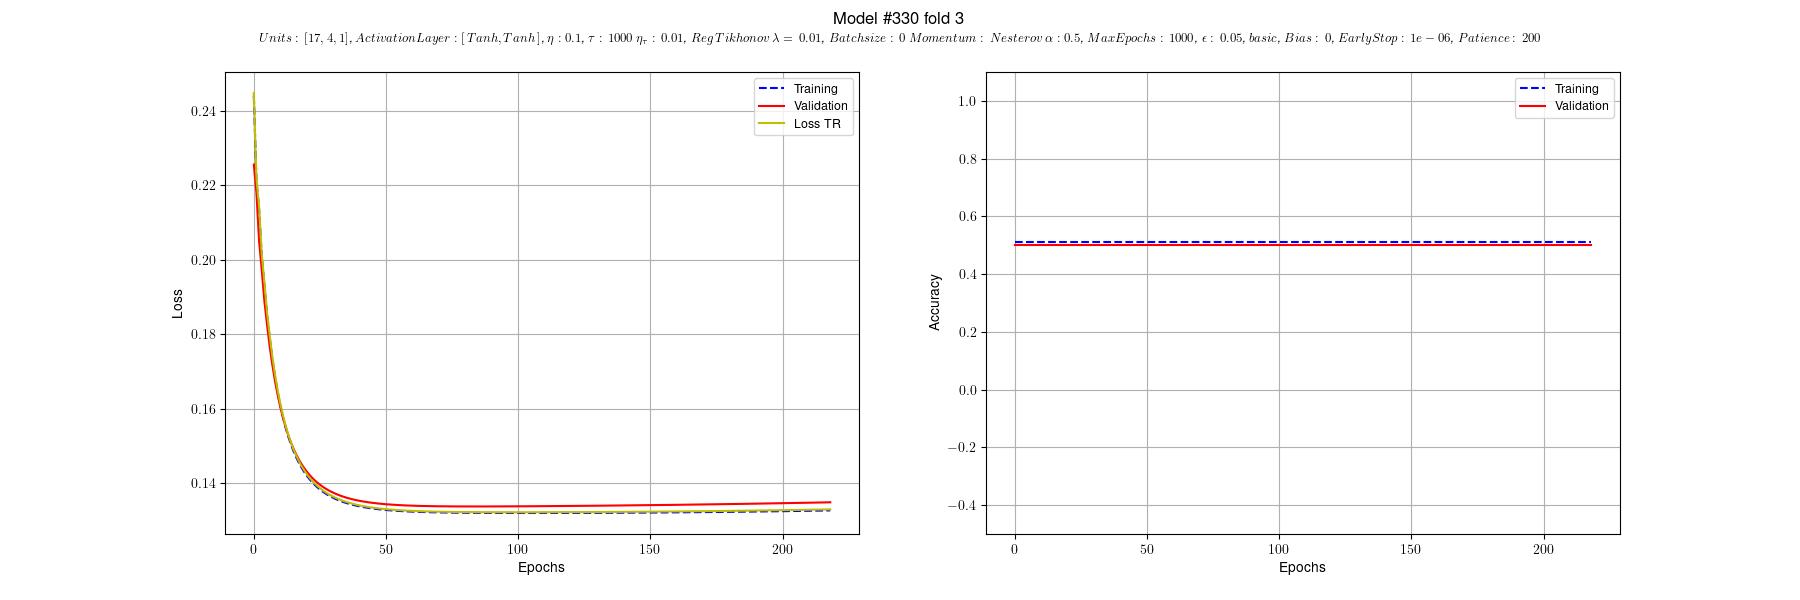 Model #330 fold 3
Units : [17, 4, 1], ActivationLayer : [ Tanh, Tanh ], η : 0.1, τ : 1000 ητ : 0.01, Reg Tikhonov λ = 0.01, Batchsize : 0 Momentum : Nesterov α : 0.5, MaxEpochs : 1000, ϵ : 0.05, basic, Bias : 0, EarlyStop : 1e − 06, Patience : 200
Training
Validation
Loss TR
0.24
0.22
0.20
0.18
0.16
0.14
Loss
0 50 100 150 200
Epochs
Training
Validation
1.0
0.8
0.6
0.4
0.2
0.0
−0.2
−0.4
Accuracy
0 50 100 150 200
Epochs